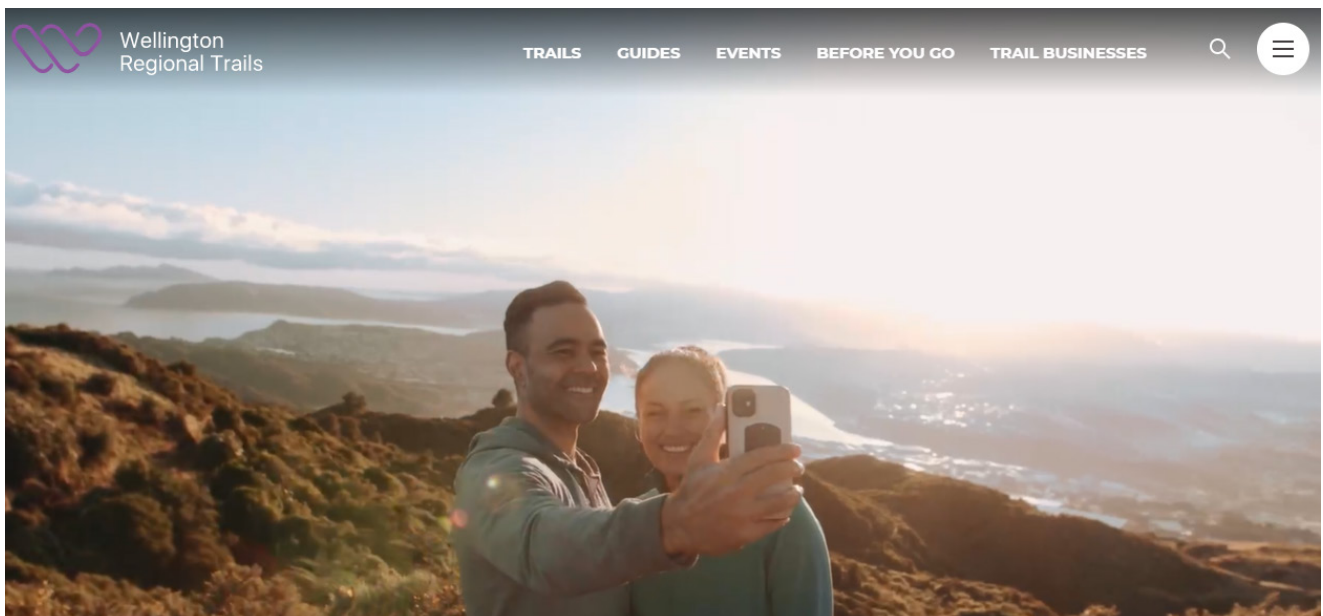 Wellington
Regional Trails
TRAILS GUIDES EVENTS BEFORE YOU GO TRAIL BUSINESSES